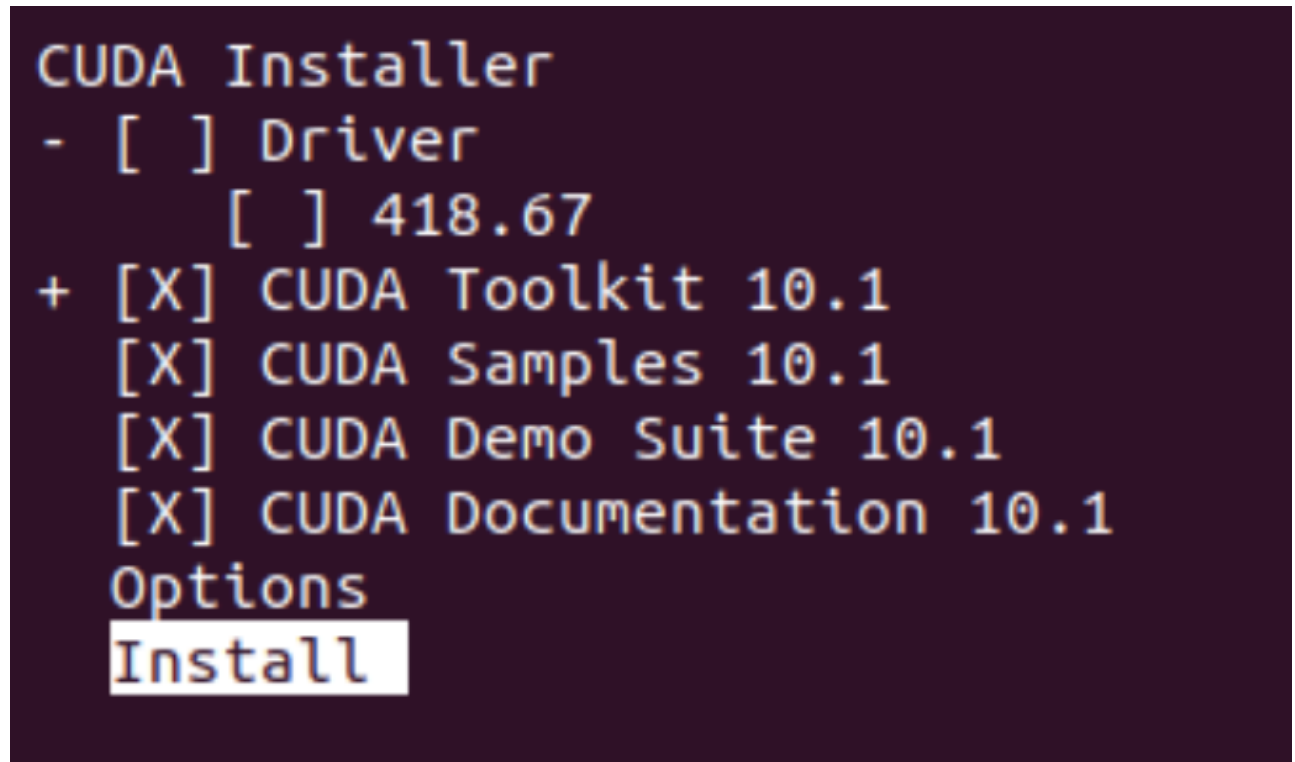 CUDA Installer
- [ ] Driver
[ ] 418.67
+ [X] CUDA Toolkit 10.1
[X] CUDA Samples 10.1
[X] CUDA Demo Suite 10.1
[X] CUDA Documentation 10.1
Options
Install